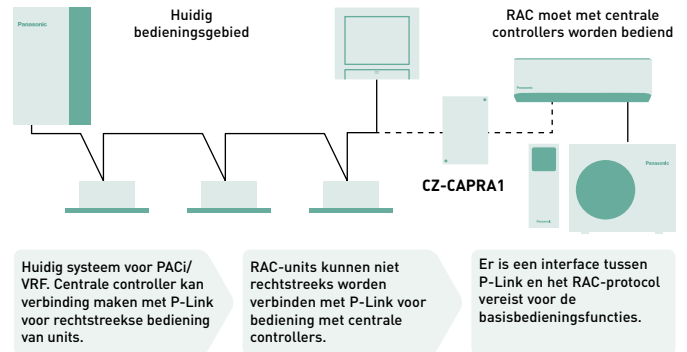 Panasonic
Huidig
bedieningsgebied
RAC moet met centrale
controllers worden bediend
Panasonic
CZ-CAPRA1
Panasonic
Panasonic
Huidig systeem voor PACi/
VRF. Centrale controller kan
verbinding maken met P-Link
voor rechtstreekse bediening
van units.
RAC-units kunnen niet
rechtstreeks worden
verbinden met P-Link voor
bediening met centrale
controllers.
Er is een interface tussen
P-Link en het RAC-protocol
vereist voor de
basisbedieningsfuncties.